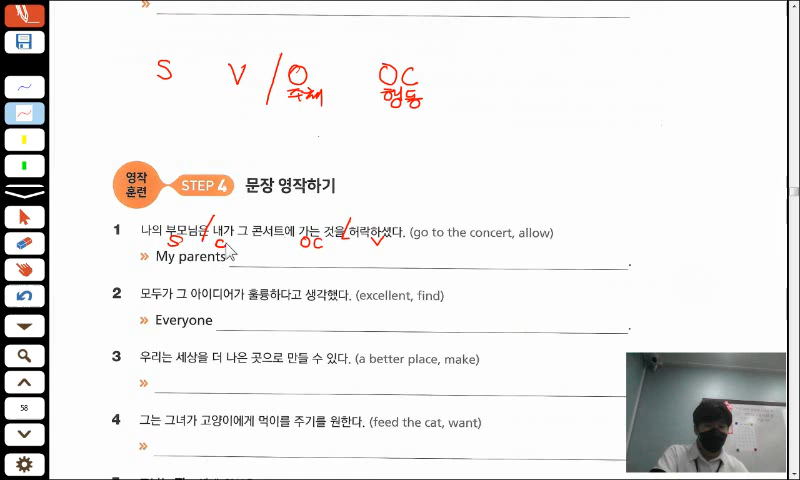 »
S V / O OC
주체 행동
영작
훈련
STEP 4 문장 영작하기
1 나의 부모님은 내가 그 콘서트에 가는 것을 허락하셨다. (go to the concert, allow)
S O OC V
» My parents .
2 모두가 그 아이디어가 훌륭하다고 생각했다. (excellent, find)
» Everyone .
3 우리는 세상을 더 나은 곳으로 만들 수 있다. (a better place, make)
»
4 그는 그녀가 고양이에게 먹이를 주기를 원한다. (feed the cat, want)
»
58